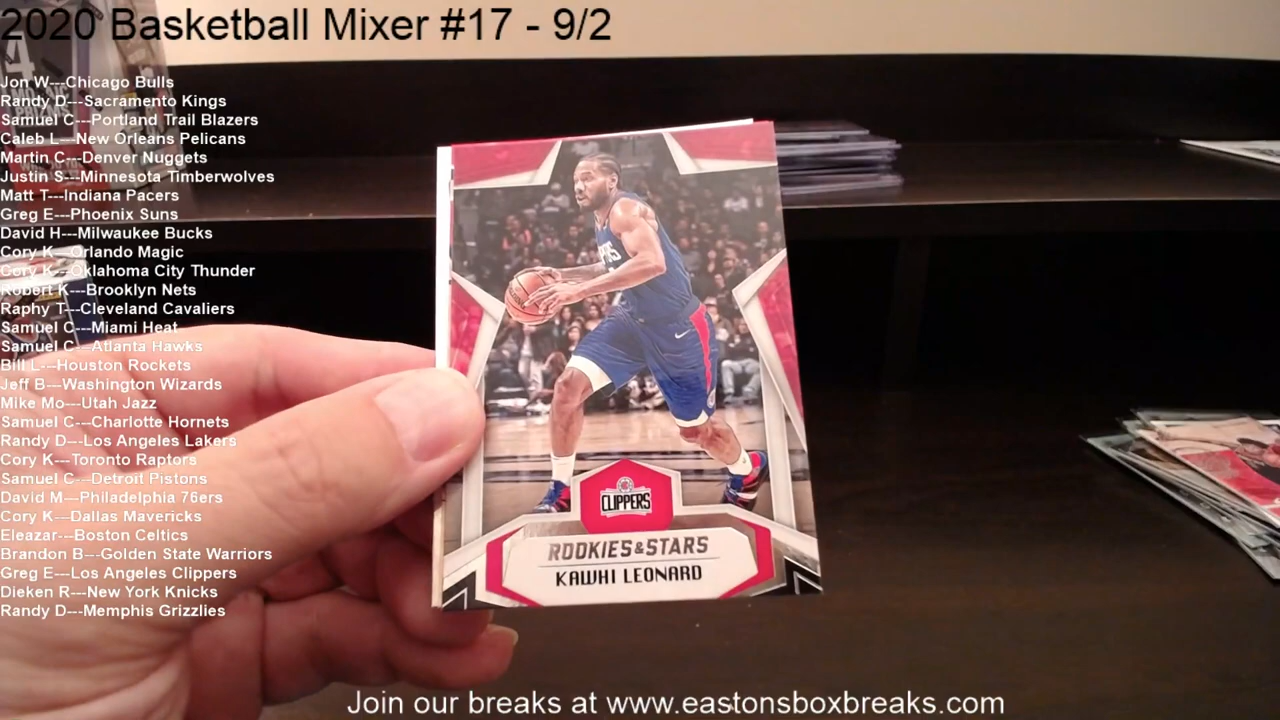 2020 Basketball Mixer #17 - 9/2
Jon W---Chicago Bulls
Randy D---Sacramento Kings
Samuel C---Portland Trail Blazers
Caleb L---New Orleans Pelicans
Martin C---Denver Nuggets
Justin S---Minnesota Timberwolves
Matt T---Indiana Pacers
Greg E---Phoenix Suns
David H---Milwaukee Bucks
Cory K---Orlando Magic
Cory K---Oklahoma City Thunder
Robert K---Brooklyn Nets
Raphy T---Cleveland Cavaliers
Samuel C---Miami Heat
Samuel C---Atlanta Hawks
Bill L---Houston Rockets
Jeff B---Washington Wizards
Mike Mo---Utah Jazz
Samuel C---Charlotte Hornets
Randy D---Los Angeles Lakers
Cory K---Toronto Raptors
Samuel C---Detroit Pistons
David M---Philadelphia 76ers
Cory K---Dallas Mavericks
Eleazar---Boston Celtics
Brandon B---Golden State Warriors
Greg E---Los Angeles Clippers
Dieken R---New York Knicks
Randy D---Memphis Grizzlies
CLIPPERS
ROOKIES&STARS
KAWHI LEONARD
Join our breaks at www.eastonsboxbreaks.com